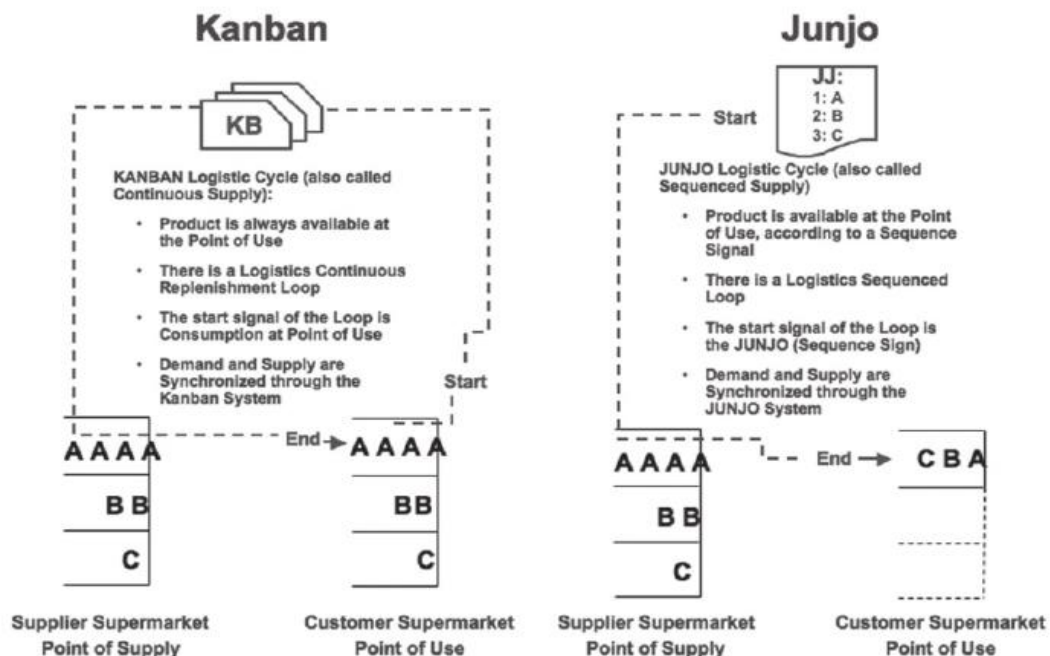 Kanban
KB
KANBAN Logistic Cycle (also called
Continuous Supply):
• Product is always available at
the Point of Use
• There is a Logistics Continuous
Replenishment Loop
• The start signal of the Loop is
Consumption at Point of Use
• Demand and Supply are
Synchronized through the
Kanban System
Start
End
A A A A
B B
C
A A A A
BB
C
Supplier Supermarket
Point of Supply
Customer Supermarket
Point of Use
Junjo
JJ:
1: A
2: B
3: C
Start
JUNJO Logistic Cycle (also called
Sequenced Supply)
• Product is available at the Point
of Use, according to a Sequence
Signal
• There is a Logistics Sequenced
Loop
• The start signal of the Loop is
the JUNJO (Sequence Sign)
• Demand and Supply are
Synchronized through the
JUNJO System
End
A A A A
B B
C
C B A
Supplier Supermarket
Point of Supply
Customer Supermarket
Point of Use